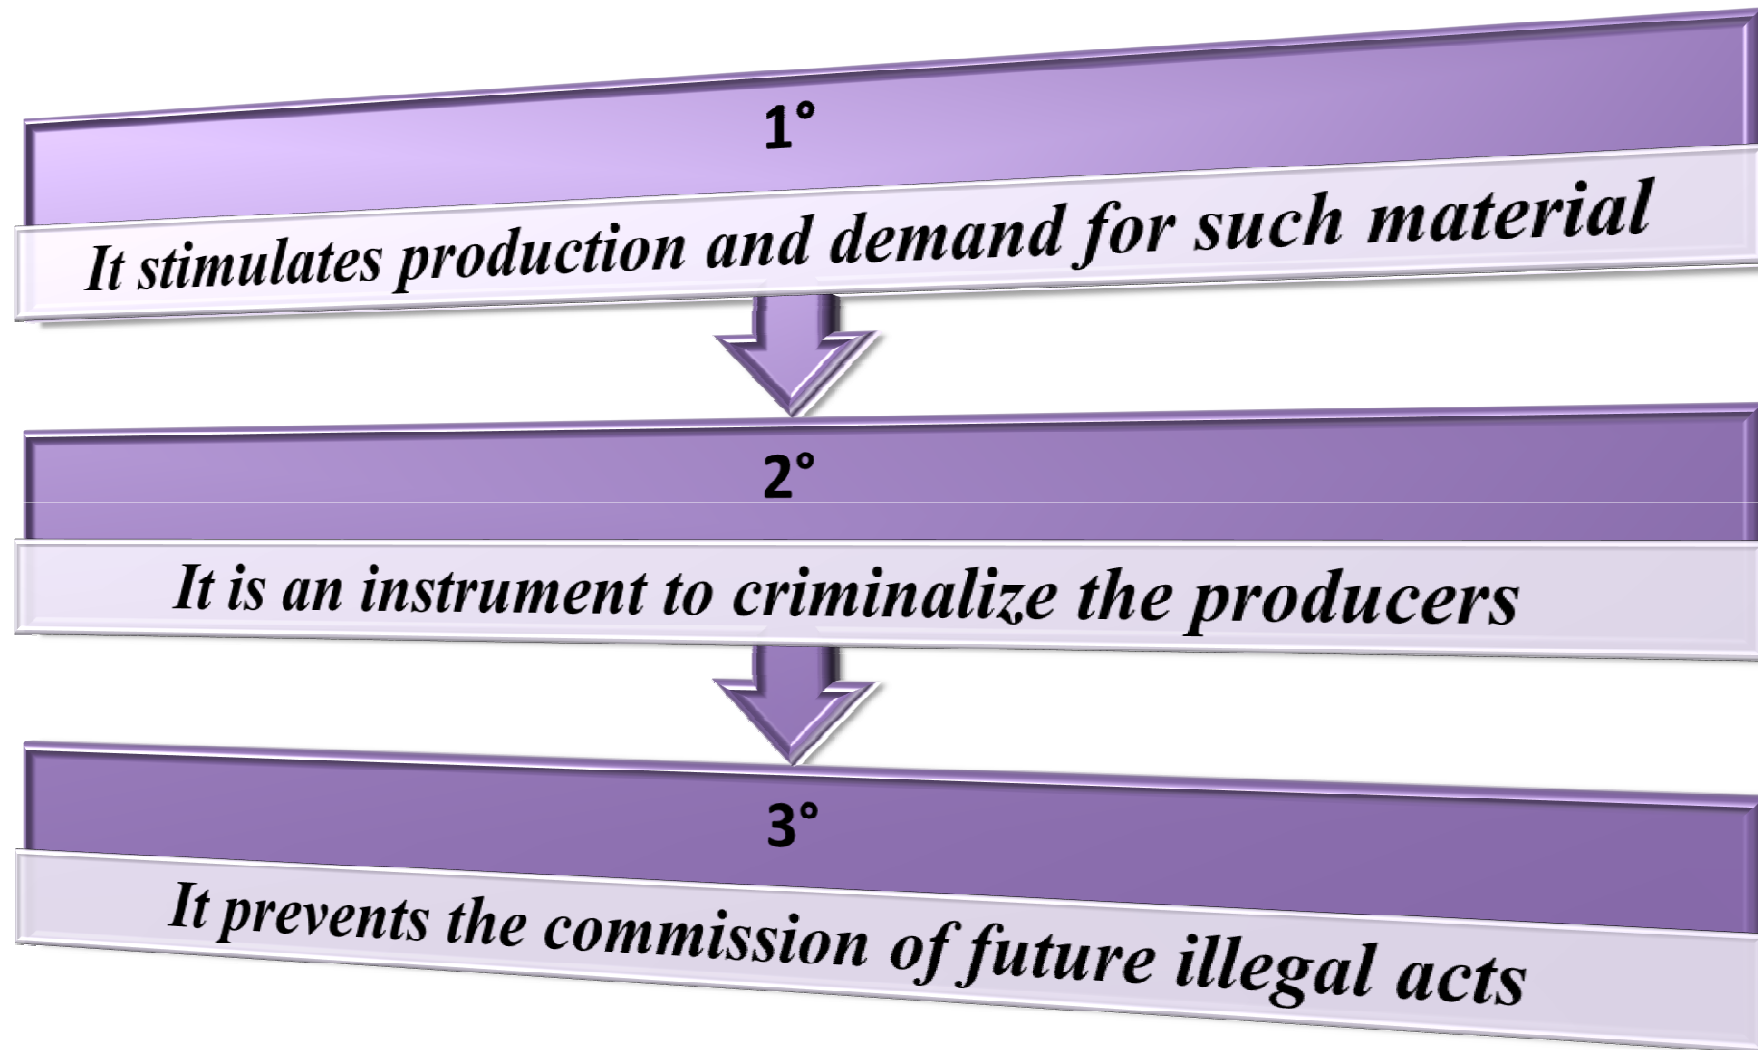 1°
It stimulates production and demand for such material
2°
It is an instrument to criminalize the producers
3°
It prevents the commission of future illegal acts